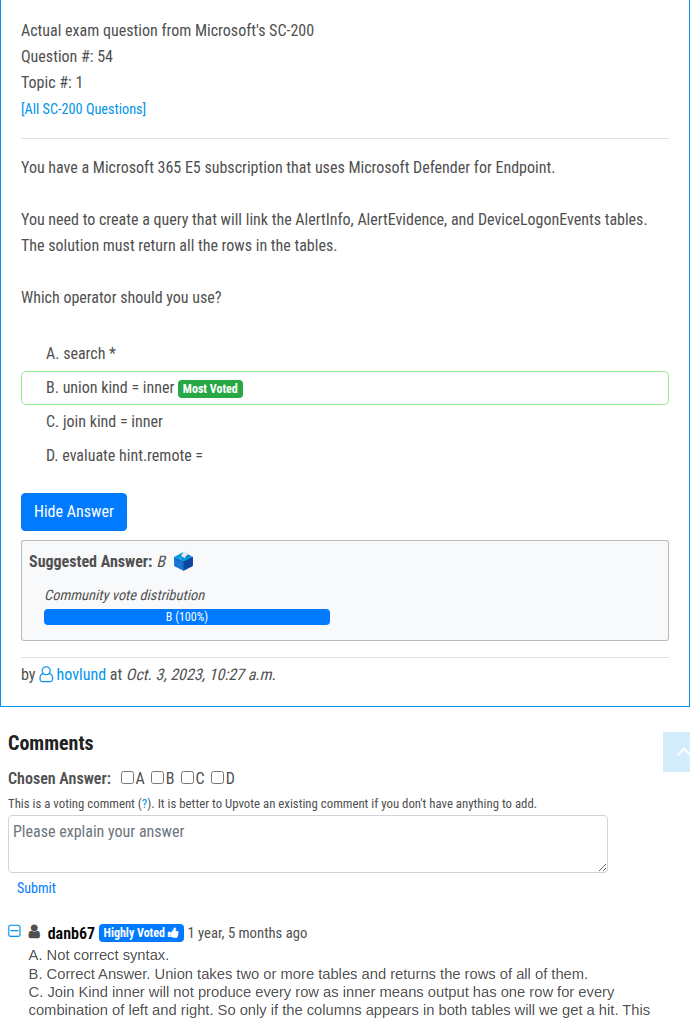 Actual exam question from Microsoft's SC-200
Question #: 54
Topic #: 1
[All SC-200 Questions]
You have a Microsoft 365 E5 subscription that uses Microsoft Defender for Endpoint.
You need to create a query that will link the AlertInfo, AlertEvidence, and DeviceLogonEvents tables.
The solution must return all the rows in the tables.
Which operator should you use?
A. search *
B. union kind = inner Most Voted
C. join kind = inner
D. evaluate hint.remote =
Hide Answer
Suggested Answer: B
Community vote distribution
B (100%)
by hovlund at Oct. 3, 2023, 10:27 a.m.
Comments
Chosen Answer: A B C D
This is a voting comment (?). It is better to Upvote an existing comment if you don't have anything to add.
Please explain your answer
Submit
danb67 Highly Voted 1 year, 5 months ago
A. Not correct syntax.
B. Correct Answer. Union takes two or more tables and returns the rows of all of them.
C. Join Kind inner will not produce every row as inner means output has one row for every
combination of left and right. So only if the columns appears in both tables will we get a hit. This